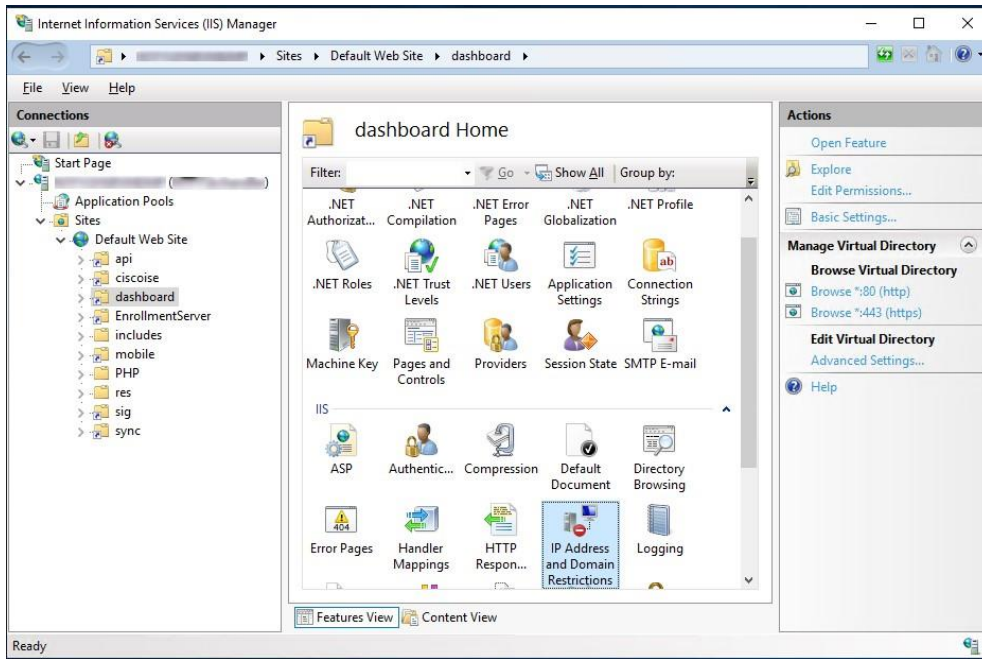 Internet Information Services (IIS) Manager
Sites Default Web Site dashboard
File View Help
Connections
Start Page
Application Pools
Sites
Default Web Site
api
ciscoise
dashboard
EnrollmentServer
includes
mobile
PHP
res
sig
sync
dashboard Home
Filter: Go Show All Group by:
.NET Authorizat...
.NET Compilation
.NET Error Pages
.NET Globalization
.NET Profile
.NET Roles
.NET Trust Levels
.NET Users
Application Settings
Connection Strings
Machine Key
Pages and Controls
Providers
Session State
SMTP E-mail
IIS
ASP
Authentic...
Compression
Default Document
Directory Browsing
Error Pages
Handler Mappings
HTTP Respon...
IP Address and Domain Restrictions
Logging
Features View Content View
Actions
Open Feature
Explore
Edit Permissions...
Basic Settings...
Manage Virtual Directory
Browse Virtual Directory
Browse *:80 (http)
Browse *:443 (https)
Edit Virtual Directory
Advanced Settings...
Help
Ready